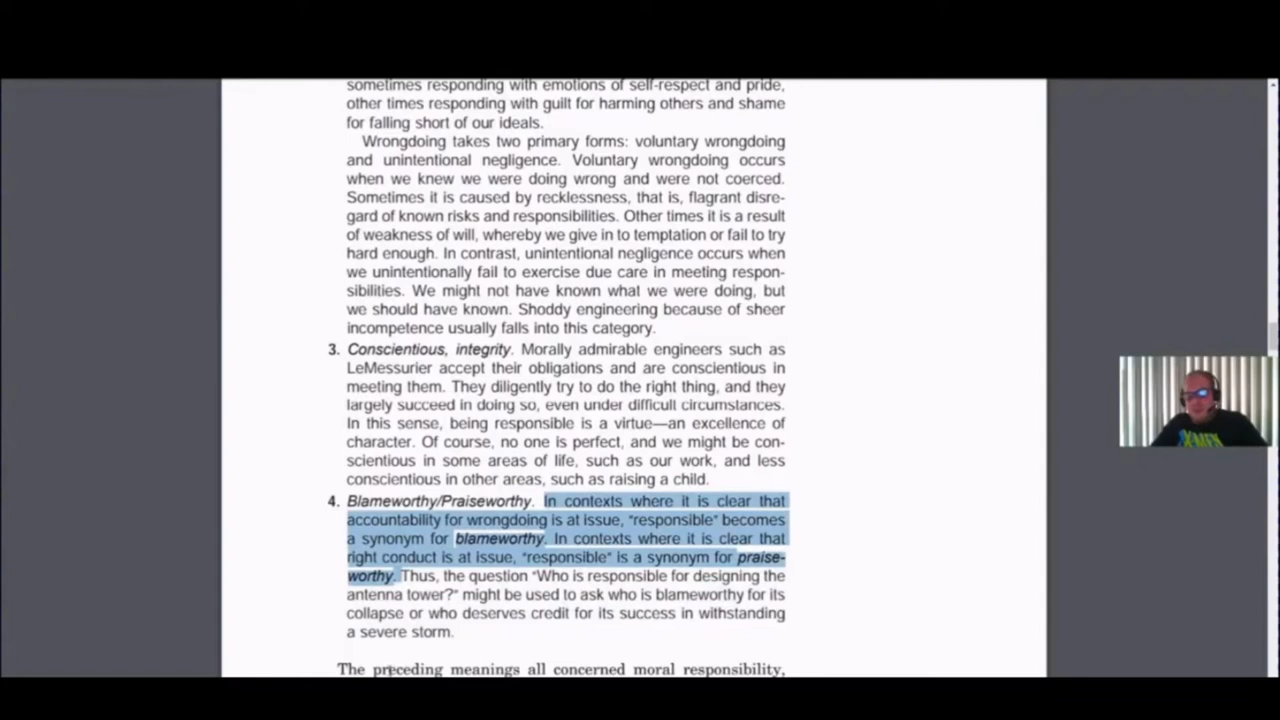 sometimes responding with emotions of self-respect and pride,
other times responding with guilt for harming others and shame
for falling short of our ideals.
Wrongdoing takes two primary forms: voluntary wrongdoing
and unintentional negligence. Voluntary wrongdoing occurs
when we knew we were doing wrong and were not coerced.
Sometimes it is caused by recklessness, that is, flagrant disre-
gard of known risks and responsibilities. Other times it is a result
of weakness of will, whereby we give in to temptation or fail to try
hard enough. In contrast, unintentional negligence occurs when
we unintentionally fail to exercise due care in meeting respon-
sibilities. We might not have known what we were doing, but
we should have known. Shoddy engineering because of sheer
incompetence usually falls into this category.
3. Conscientious, integrity. Morally admirable engineers such as
LeMessurier accept their obligations and are conscientious in
meeting them. They diligently try to do the right thing, and they
largely succeed in doing so, even under difficult circumstances.
In this sense, being responsible is a virtue—an excellence of
character. Of course, no one is perfect, and we might be con-
scientious in some areas of life, such as our work, and less
conscientious in other areas, such as raising a child.
4. Blameworthy/Praiseworthy. In contexts where it is clear that
accountability for wrongdoing is at issue, "responsible" becomes
a synonym for blameworthy. In contexts where it is clear that
right conduct is at issue, "responsible" is a synonym for praise-
worthy. Thus, the question "Who is responsible for designing the
antenna tower?" might be used to ask who is blameworthy for its
collapse or who deserves credit for its success in withstanding
a severe storm.
The preceding meanings all concerned moral responsibility,
X-MEN